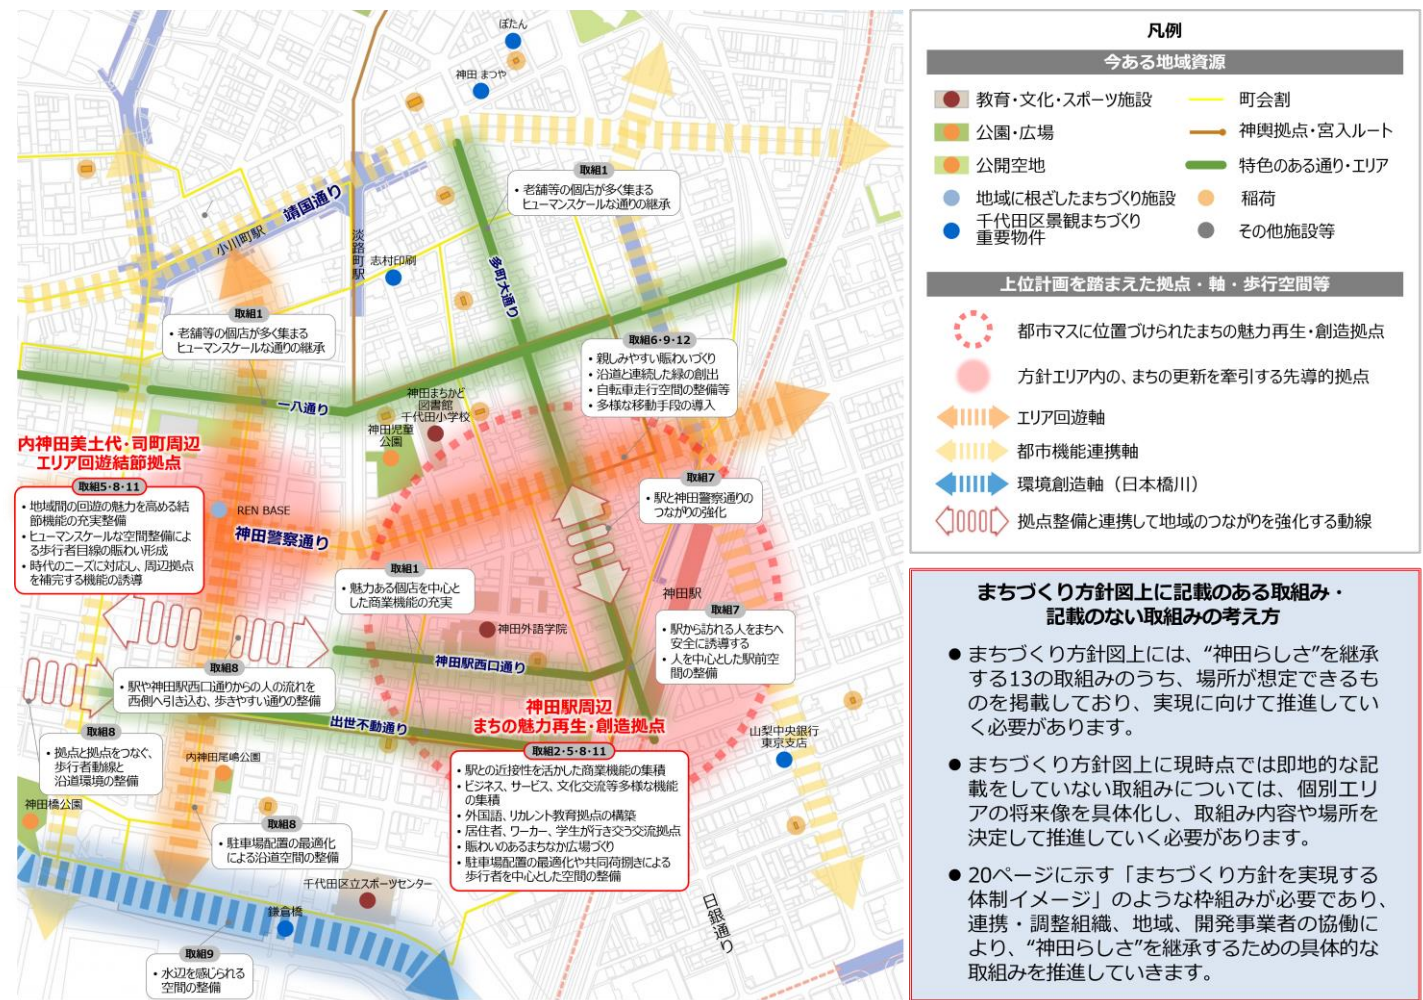 ぼたん
神田 まつや
取組1
• 老舗等の個店が多く集まる
ヒューマンスケールな通りの継承
靖国通り
小川町駅
淡路町駅
志村印刷
多町大通り
取組1
• 老舗等の個店が多く集まる
ヒューマンスケールな通りの継承
取組6・9・12
• 親しみやすい賑わいづくり
• 沿道と連続した緑の創出
• 自転車走行空間の整備等
• 多様な移動手段の導入
一八通り
神田まちかど
図書館
千代田小学校
神田児童
公園
内神田美土代・司町周辺
エリア回遊結節拠点
取組5・8・11
• 地域間の回遊の魅力を高める結
節機能の充実整備
• ヒューマンスケールな空間整備によ
る歩行者目線の賑わい形成
• 時代のニーズに対応し、周辺拠点
を補完する機能の誘導
REN BASE
神田警察通り
取組7
• 駅と神田警察通りの
つながりの強化
取組1
• 魅力ある個店を中心と
した商業機能の充実
神田駅
取組7
• 駅から訪れる人をまちへ
安全に誘導する
• 人を中心とした駅前空
間の整備
神田外語学院
神田駅西口通り
取組8
• 駅や神田駅西口通りからの人の流れを
西側へ引き込む、歩きやすい通りの整備
出世不動通り
神田駅周辺
まちの魅力再生・創造拠点
取組2・5・8・11
• 駅との近接性を活かした商業機能の集積
• ビジネス、サービス、文化交流等多様な機能
の集積
• 外国語、リカレント教育拠点の構築
• 居住者、ワーカー、学生が行き交う交流拠点
• 賑わいのあるまちなか広場づくり
• 駐車場配置の最適化や共同荷捌きによる
歩行者を中心とした空間の整備
山梨中央銀行
東京支店
取組8
• 拠点と拠点をつなぐ、
歩行者動線と
沿道環境の整備
内神田尾嶋公園
神田橋公園
取組8
• 駐車場配置の最適化
による沿道空間の整備
千代田区立スポーツセンター
鎌倉橋
日銀通り
取組9
• 水辺を感じられる
空間の整備
凡例
今ある地域資源
教育・文化・スポーツ施設
公園・広場
公開空地
地域に根ざしたまちづくり施設
千代田区景観まちづくり
重要物件
町会割
神輿拠点・宮入ルート
特色のある通り・エリア
稲荷
その他施設等
上位計画を踏まえた拠点・軸・歩行空間等
都市マスに位置づけられたまちの魅力再生・創造拠点
方針エリア内の、まちの更新を牽引する先導的拠点
エリア回遊軸
都市機能連携軸
環境創造軸（日本橋川）
拠点整備と連携して地域のつながりを強化する動線
まちづくり方針図上に記載のある取組み・
記載のない取組みの考え方
● まちづくり方針図上には、“神田らしさ”を継承
する13の取組みのうち、場所が想定できるも
のを掲載しており、実現に向けて推進してい
く必要があります。
● まちづくり方針図上に現時点では即地的な記
載をしていない取組みについては、個別エリ
アの将来像を具体化し、取組み内容や場所を
決定して推進していく必要があります。
● 20ページに示す「まちづくり方針を実現する
体制イメージ」のような枠組みが必要であり、
連携・調整組織、地域、開発事業者の協働に
より、“神田らしさ”を継承するための具体的な
取組みを推進していきます。